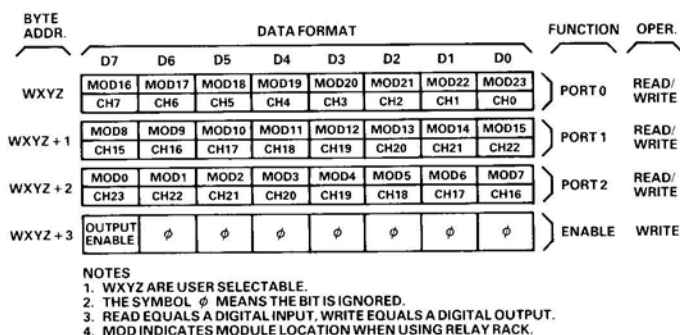 BYTE ADDR. DATA FORMAT FUNCTION OPER.
D7 D6 D5 D4 D3 D2 D1 D0
WXYZ MOD16 MOD17 MOD18 MOD19 MOD20 MOD21 MOD22 MOD23 PORT 0 READ/
CH7 CH6 CH5 CH4 CH3 CH2 CH1 CH0 WRITE
WXYZ + 1 MOD8 MOD9 MOD10 MOD11 MOD12 MOD13 MOD14 MOD15 PORT 1 READ/
CH15 CH16 CH17 CH18 CH19 CH20 CH21 CH22 WRITE
WXYZ + 2 MOD0 MOD1 MOD2 MOD3 MOD4 MOD5 MOD6 MOD7 PORT 2 READ/
CH23 CH22 CH21 CH20 CH19 CH18 CH17 CH16 WRITE
WXYZ + 3 OUTPUT ENABLE φ φ φ φ φ φ φ ENABLE WRITE
NOTES
1. WXYZ ARE USER SELECTABLE.
2. THE SYMBOL φ MEANS THE BIT IS IGNORED.
3. READ EQUALS A DIGITAL INPUT, WRITE EQUALS A DIGITAL OUTPUT.
4. MOD INDICATES MODULE LOCATION WHEN USING RELAY RACK.